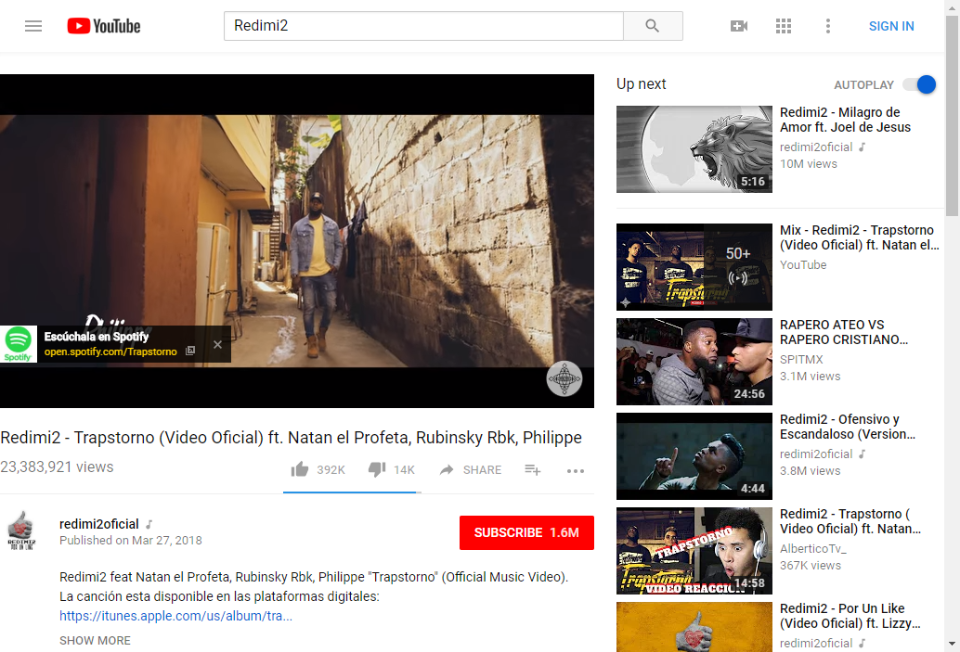 YouTube
Redimi2
SIGN IN
Escúchala en Spotify
open.spotify.com/Trapstorno
Spotify
Redimi2 - Trapstorno (Video Oficial) ft. Natan el Profeta, Rubinsky Rbk, Philippe
23,383,921 views
392K
14K
SHARE
redimi2oficial
Published on Mar 27, 2018
SUBSCRIBE 1.6M
Redimi2 feat Natan el Profeta, Rubinsky Rbk, Philippe "Trapstorno" (Official Music Video).
La canción esta disponible en las plataformas digitales:
https://itunes.apple.com/us/album/tra...
SHOW MORE
Up next
AUTOPLAY
5:16
Redimi2 - Milagro de
Amor ft. Joel de Jesus
redimi2oficial
10M views
50+
Trapstorno
Mix - Redimi2 - Trapstorno
(Video Oficial) ft. Natan el...
YouTube
24:56
RAPERO ATEO VS
RAPERO CRISTIANO...
SPITMX
3.1M views
4:44
Redimi2 - Ofensivo y
Escandaloso (Version...
redimi2oficial
3.8M views
TRAPSTORNO
Trapstorno
VIDEO REACCIÓN
14:58
Redimi2 - Trapstorno (
Video Oficial) ft. Natan...
AlberticoTv_
367K views
Redimi2 - Por Un Like
(Video Oficial) ft. Lizzy...
redimi2oficial